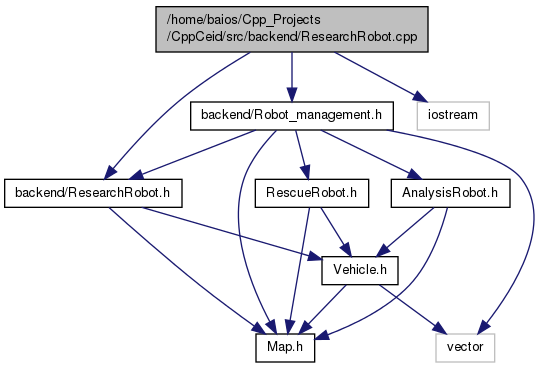 /home/baios/Cpp_Projects
/CppCeid/src/backend/ResearchRobot.cpp
backend/Robot_management.h
iostream
backend/ResearchRobot.h
RescueRobot.h
AnalysisRobot.h
Vehicle.h
Map.h
vector